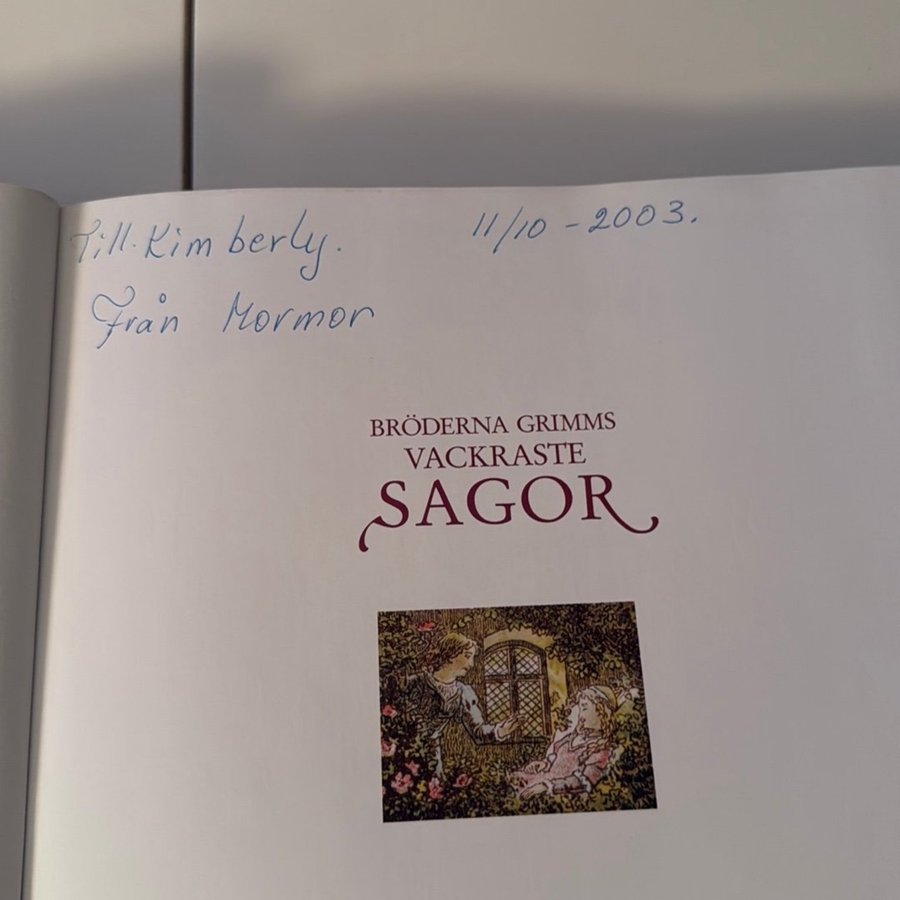 Till. Kimberly. 11/10 - 2003.
Från Mormor
BRÖDERNA GRIMMS
VACKRASTE
SAGOR